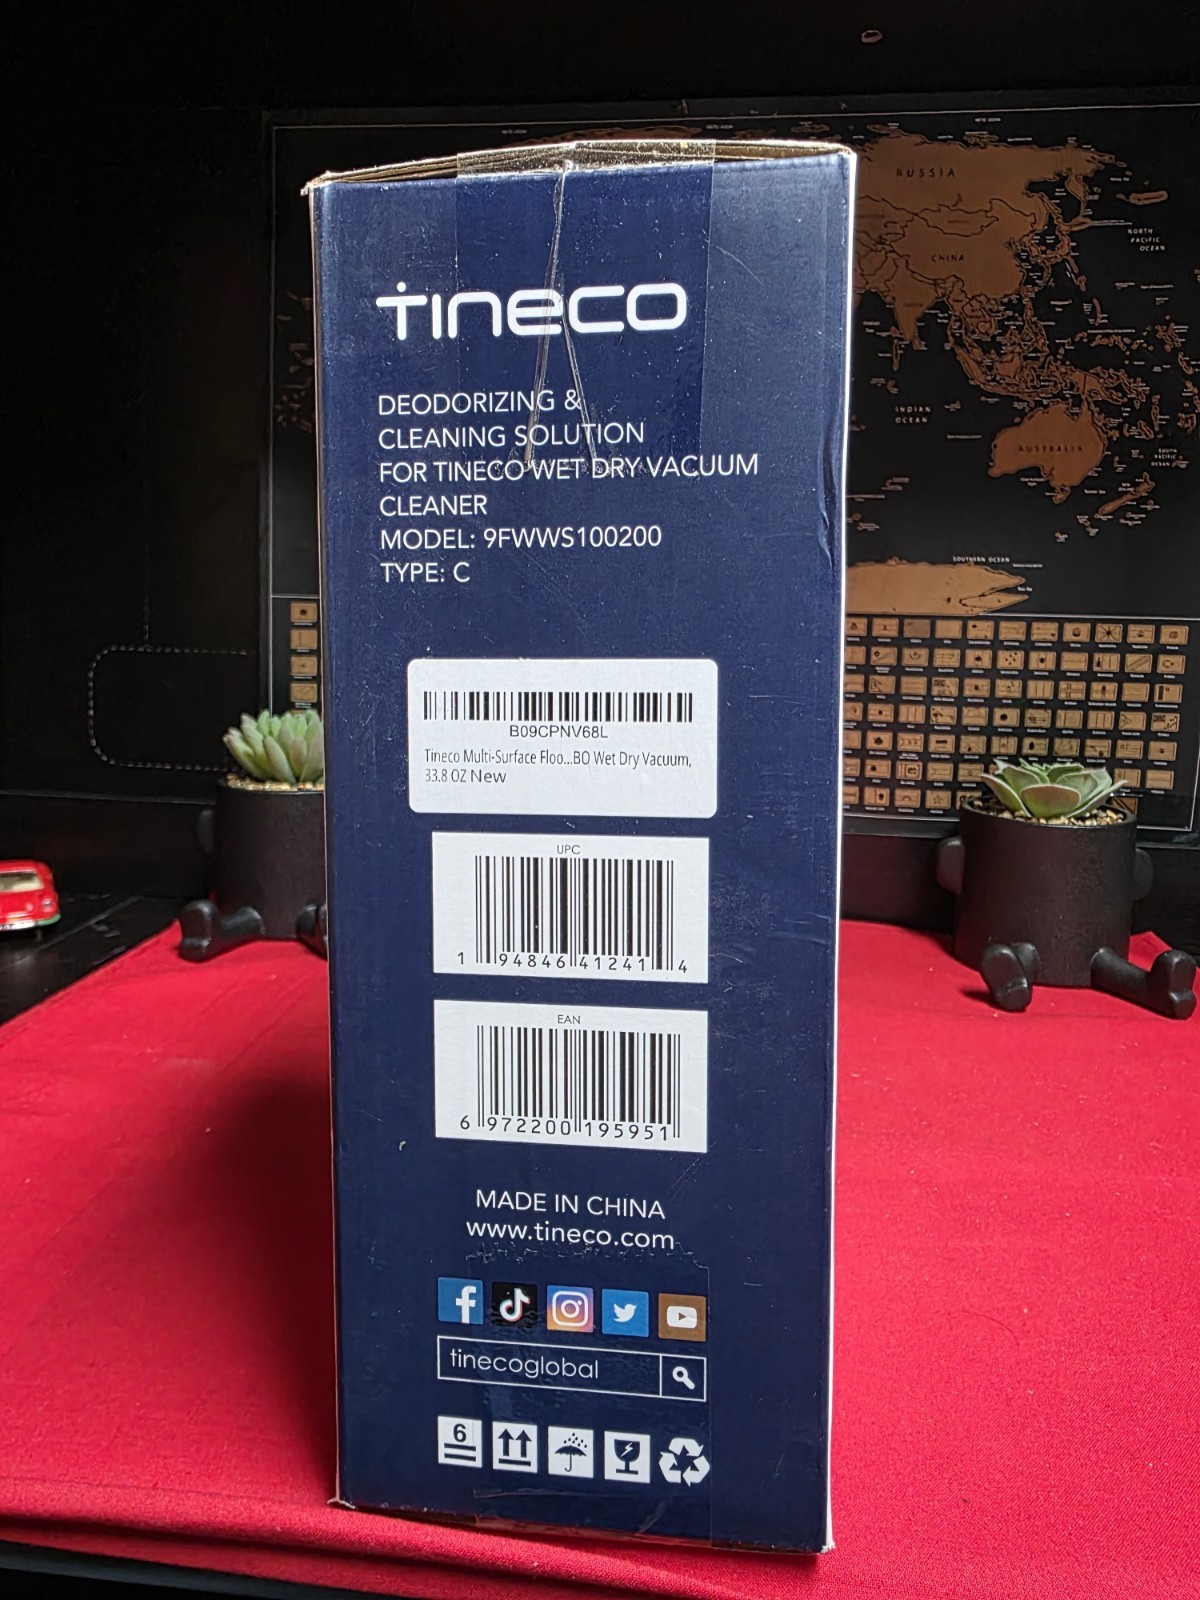 TINECO
DEODORIZING &
CLEANING SOLUTION
FOR TINECO WET DRY VACUUM
CLEANER
MODEL: 9FWWS100200
TYPE: C
B09CPNV68L
Tineco Multi-Surface Floo...BO Wet Dry Vacuum,
33.8 OZ New
UPC
1 94846 41241 4
EAN
6 972200 195951
MADE IN CHINA
www.tineco.com
tinecoglobal
6
RUSSIA
CHINA
NORTH
PACIFIC
OCEAN
INDIAN
OCEAN
AUSTRALIA
SOUTH
PACIFIC
OCEAN
SOUTHERN OCEAN